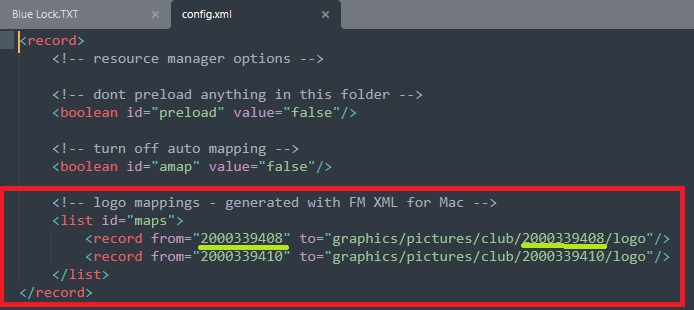 Blue Lock.TXT × config.xml ×
<record>
<!-- resource manager options -->
<!-- dont preload anything in this folder -->
<boolean id="preload" value="false"/>
<!-- turn off auto mapping -->
<boolean id="amap" value="false"/>
<!-- logo mappings - generated with FM XML for Mac -->
<list id="maps">
<record from="2000339408" to="graphics/pictures/club/2000339408/logo"/>
<record from="2000339410" to="graphics/pictures/club/2000339410/logo"/>
</list>
</record>